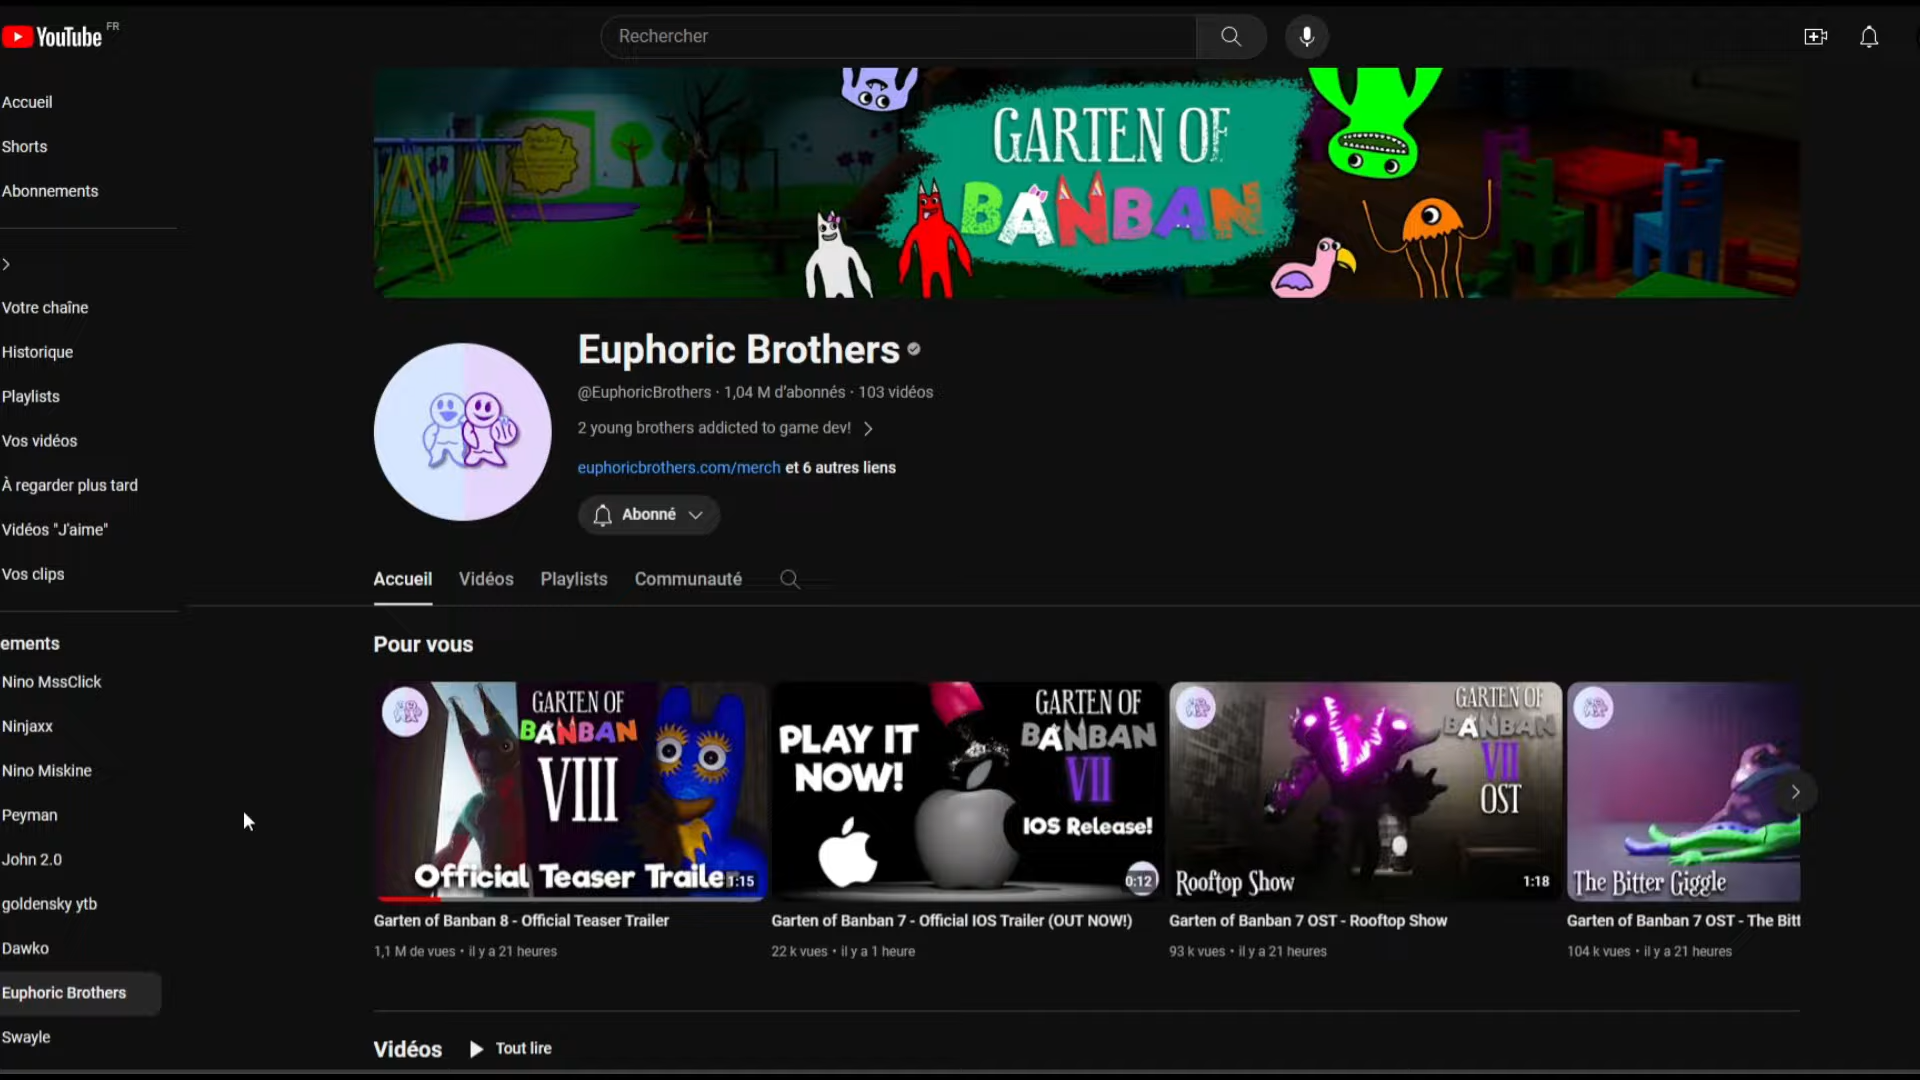 YouTube FR
Rechercher
Accueil
Shorts
Abonnements
Votre chaîne
Historique
Playlists
Vos vidéos
À regarder plus tard
Vidéos "J'aime"
Vos clips
ements
Nino MssClick
Ninjaxx
Nino Miskine
Peyman
John 2.0
goldensky ytb
Dawko
Euphoric Brothers
Swayle
GARTEN OF
BANBAN
Euphoric Brothers
@EuphoricBrothers · 1,04 M d'abonnés · 103 vidéos
2 young brothers addicted to game dev!
euphoricbrothers.com/merch et 6 autres liens
Abonné
Accueil Vidéos Playlists Communauté
Pour vous
GARTEN OF
BANBAN
VIII
Official Teaser Traile
1:15
Garten of Banban 8 - Official Teaser Trailer
1,1 M de vues • il y a 21 heures
PLAY IT
NOW!
GARTEN OF
BANBAN
VII
IOS Release!
0:12
Garten of Banban 7 - Official IOS Trailer (OUT NOW!)
22 k vues • il y a 1 heure
GARTEN OF
BANBAN
VII
OST
Rooftop Show
1:18
Garten of Banban 7 OST - Rooftop Show
93 k vues • il y a 21 heures
The Bitter Giggle
Garten of Banban 7 OST - The Bitt
104 k vues • il y a 21 heures
Vidéos Tout lire